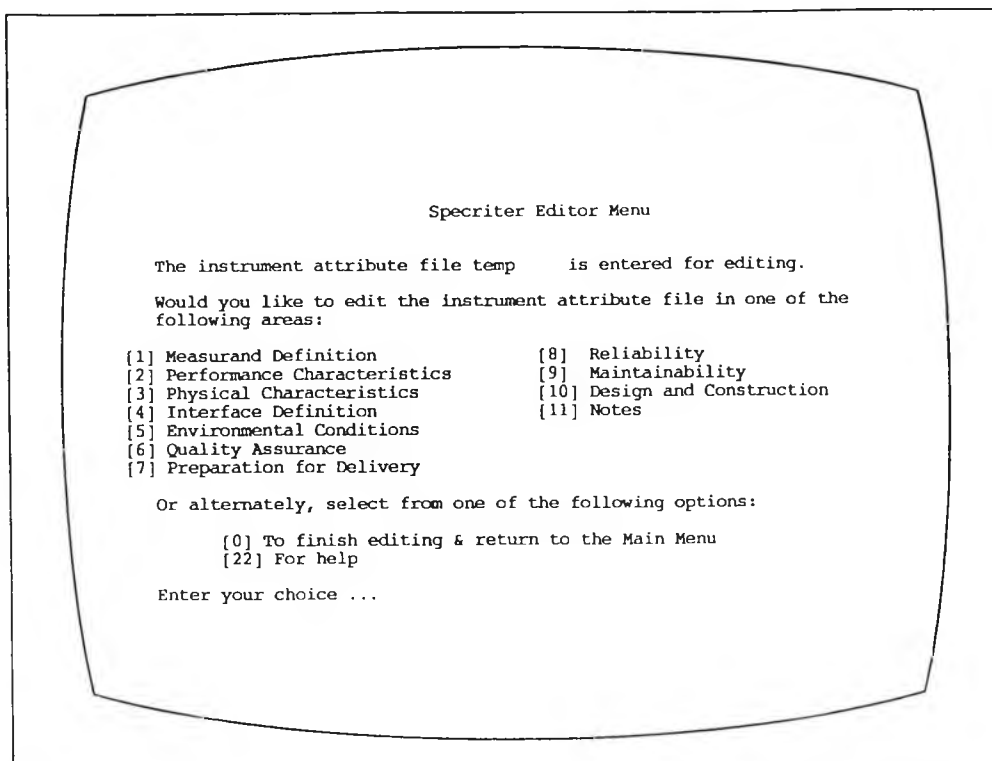 Specriter Editor Menu
The instrument attribute file temp is entered for editing.
Would you like to edit the instrument attribute file in one of the
following areas:
[1] Measurand Definition [8] Reliability
[2] Performance Characteristics [9] Maintainability
[3] Physical Characteristics [10] Design and Construction
[4] Interface Definition [11] Notes
[5] Environmental Conditions
[6] Quality Assurance
[7] Preparation for Delivery
Or alternately, select from one of the following options:
[0] To finish editing & return to the Main Menu
[22] For help
Enter your choice ...